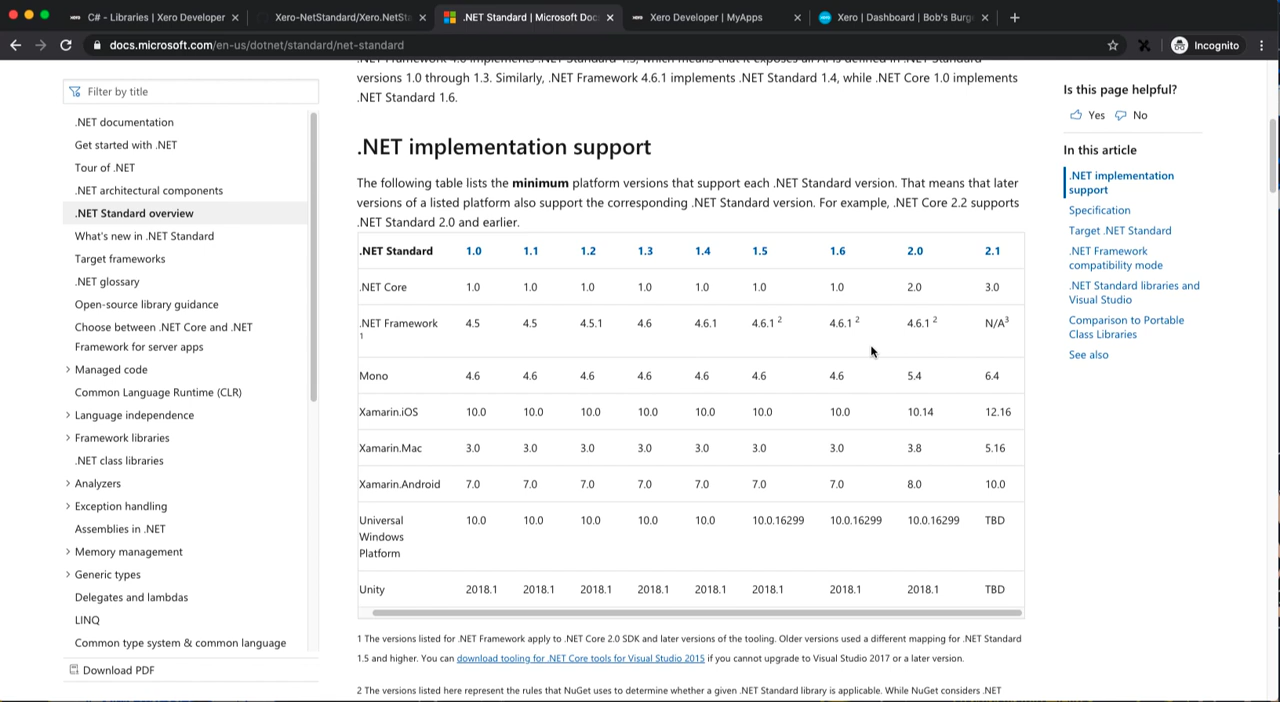 C# - Libraries | Xero Developer
Xero-NetStandard/Xero.NetSta
.NET Standard | Microsoft Doc
Xero Developer | MyApps
Xero | Dashboard | Bob's Burg
docs.microsoft.com/en-us/dotnet/standard/net-standard
Incognito
Filter by title
.NET documentation
Get started with .NET
Tour of .NET
.NET architectural components
.NET Standard overview
What's new in .NET Standard
Target frameworks
.NET glossary
Open-source library guidance
Choose between .NET Core and .NET
Framework for server apps
Managed code
Common Language Runtime (CLR)
Language independence
Framework libraries
.NET class libraries
Analyzers
Exception handling
Assemblies in .NET
Memory management
Generic types
Delegates and lambdas
LINQ
Common type system & common language
Download PDF
versions 1.0 through 1.3. Similarly, .NET Framework 4.6.1 implements .NET Standard 1.4, while .NET Core 1.0 implements
.NET Standard 1.6.
.NET implementation support
The following table lists the minimum platform versions that support each .NET Standard version. That means that later
versions of a listed platform also support the corresponding .NET Standard version. For example, .NET Core 2.2 supports
.NET Standard 2.0 and earlier.
.NET Standard 1.0 1.1 1.2 1.3 1.4 1.5 1.6 2.0 2.1
.NET Core 1.0 1.0 1.0 1.0 1.0 1.0 1.0 2.0 3.0
.NET Framework 4.5 4.5 4.5.1 4.6 4.6.1 4.6.1 2 4.6.1 2 4.6.1 2 N/A3
1
Mono 4.6 4.6 4.6 4.6 4.6 4.6 4.6 5.4 6.4
Xamarin.iOS 10.0 10.0 10.0 10.0 10.0 10.0 10.0 10.14 12.16
Xamarin.Mac 3.0 3.0 3.0 3.0 3.0 3.0 3.0 3.8 5.16
Xamarin.Android 7.0 7.0 7.0 7.0 7.0 7.0 7.0 8.0 10.0
Universal 10.0 10.0 10.0 10.0 10.0 10.0.16299 10.0.16299 10.0.16299 TBD
Windows
Platform
Unity 2018.1 2018.1 2018.1 2018.1 2018.1 2018.1 2018.1 2018.1 TBD
1 The versions listed for .NET Framework apply to .NET Core 2.0 SDK and later versions of the tooling. Older versions used a different mapping for .NET Standard
1.5 and higher. You can download tooling for .NET Core tools for Visual Studio 2015 if you cannot upgrade to Visual Studio 2017 or a later version.
2 The versions listed here represent the rules that NuGet uses to determine whether a given .NET Standard library is applicable. While NuGet considers .NET
Is this page helpful?
Yes No
In this article
.NET implementation
support
Specification
Target .NET Standard
.NET Framework
compatibility mode
.NET Standard libraries and
Visual Studio
Comparison to Portable
Class Libraries
See also